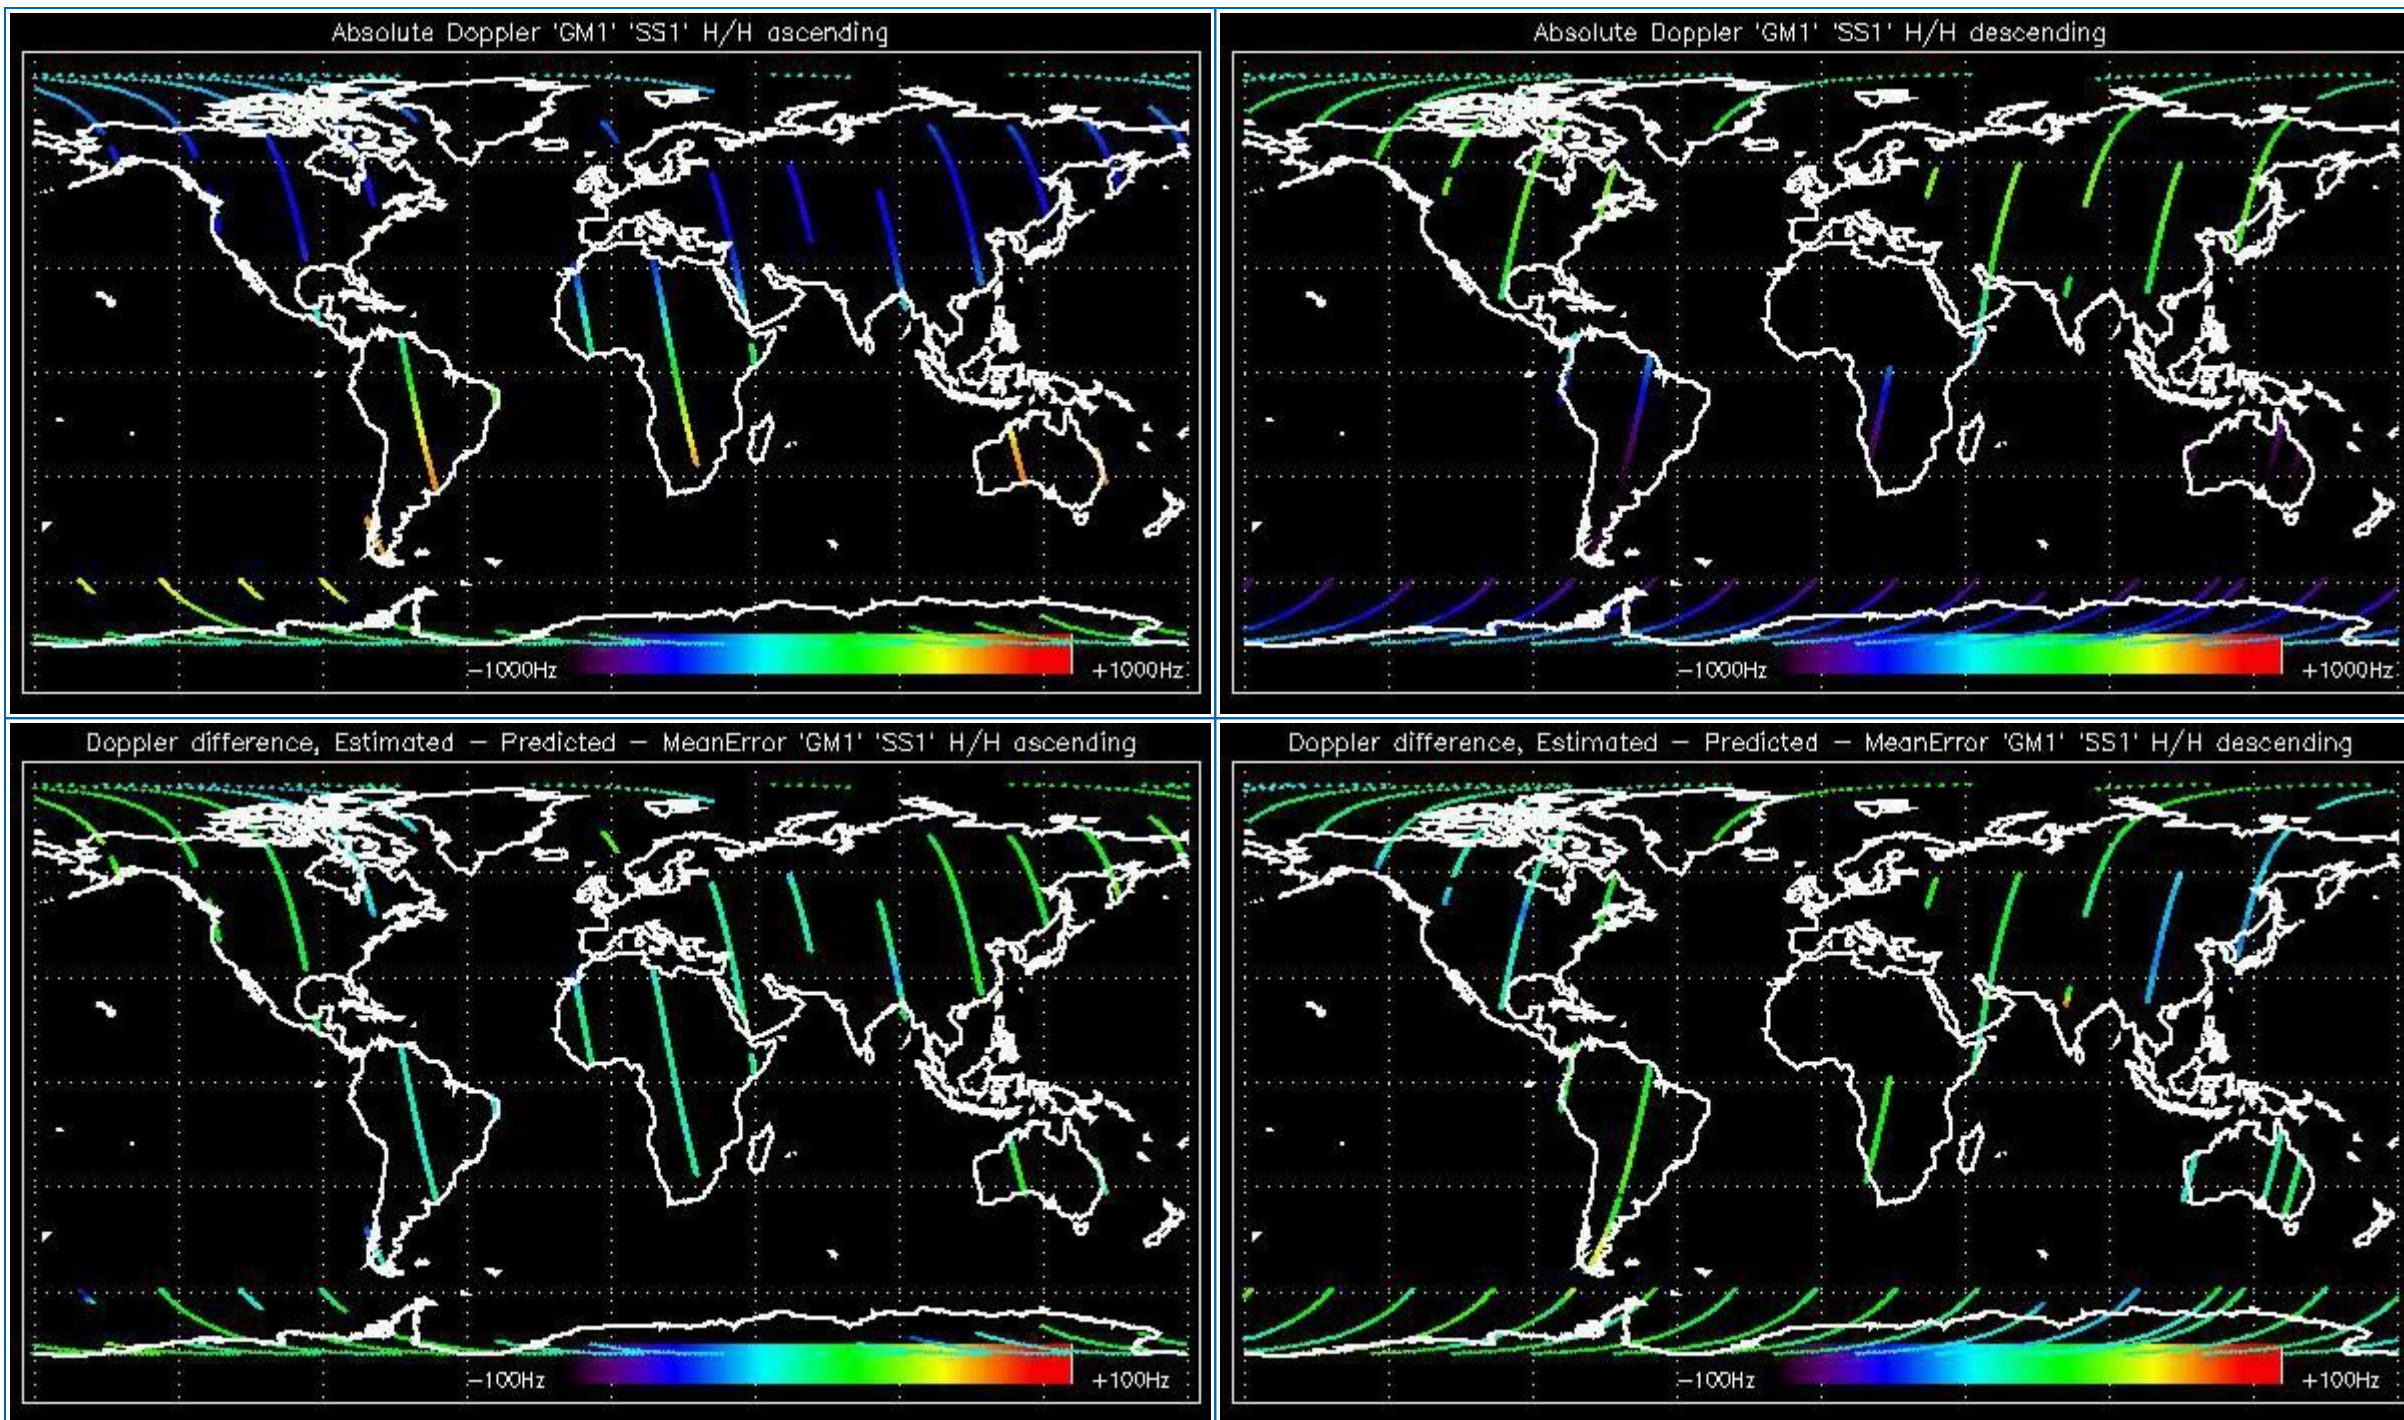 Absolute Doppler 'GM1' 'SS1' H/H ascending
-1000Hz +1000Hz
Absolute Doppler 'GM1' 'SS1' H/H descending
-1000Hz +1000Hz
Doppler difference, Estimated - Predicted - MeanError 'GM1' 'SS1' H/H ascending
-100Hz +100Hz
Doppler difference, Estimated - Predicted - MeanError 'GM1' 'SS1' H/H descending
-100Hz +100Hz